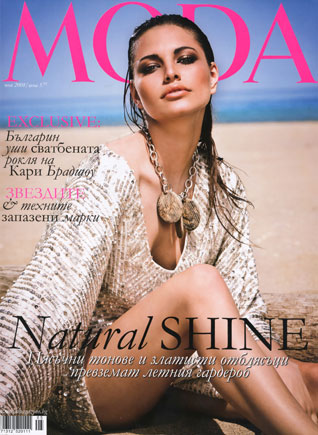 MODA
EXCLUSIVE:
Българин
уши сватбената
рокля на
Кари Брадшоу
ЗВЕЗДИТЕ
& техните
запазени марки
Natural SHINE
Пясъчни тонове и златисти отблясъци
превземат летния гардероб